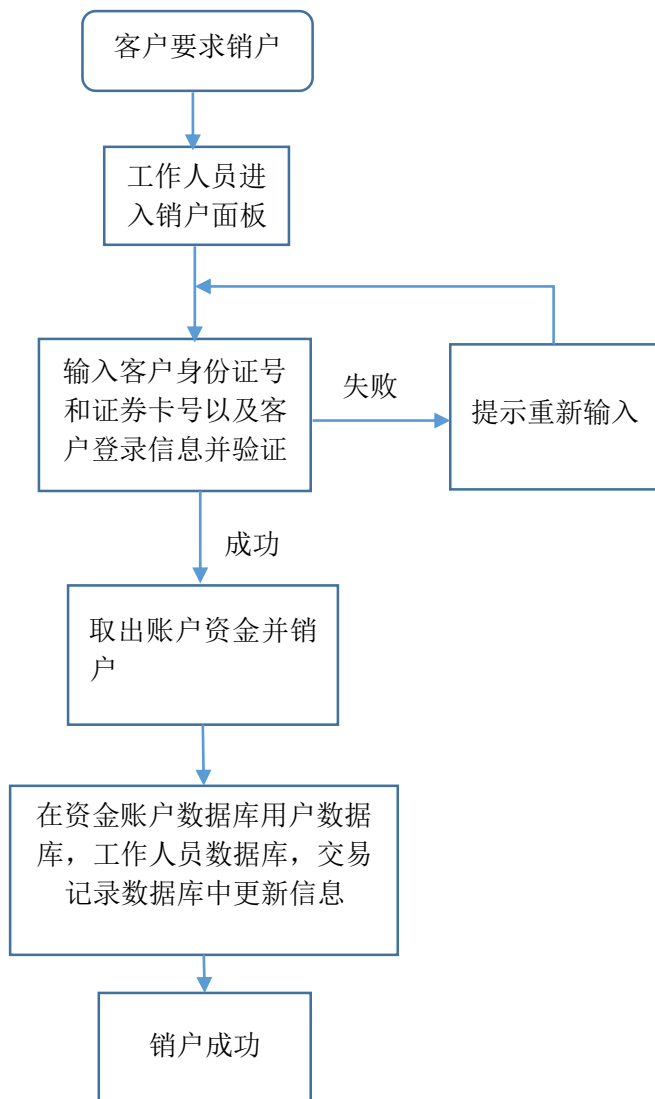 客户要求销户
工作人员进
入销户面板
输入客户身份证号
和证券卡号以及客
户登录信息并验证
失败
提示重新输入
成功
取出账户资金并销
户
在资金账户数据库用户数据
库，工作人员数据库，交易
记录数据库中更新信息
销户成功